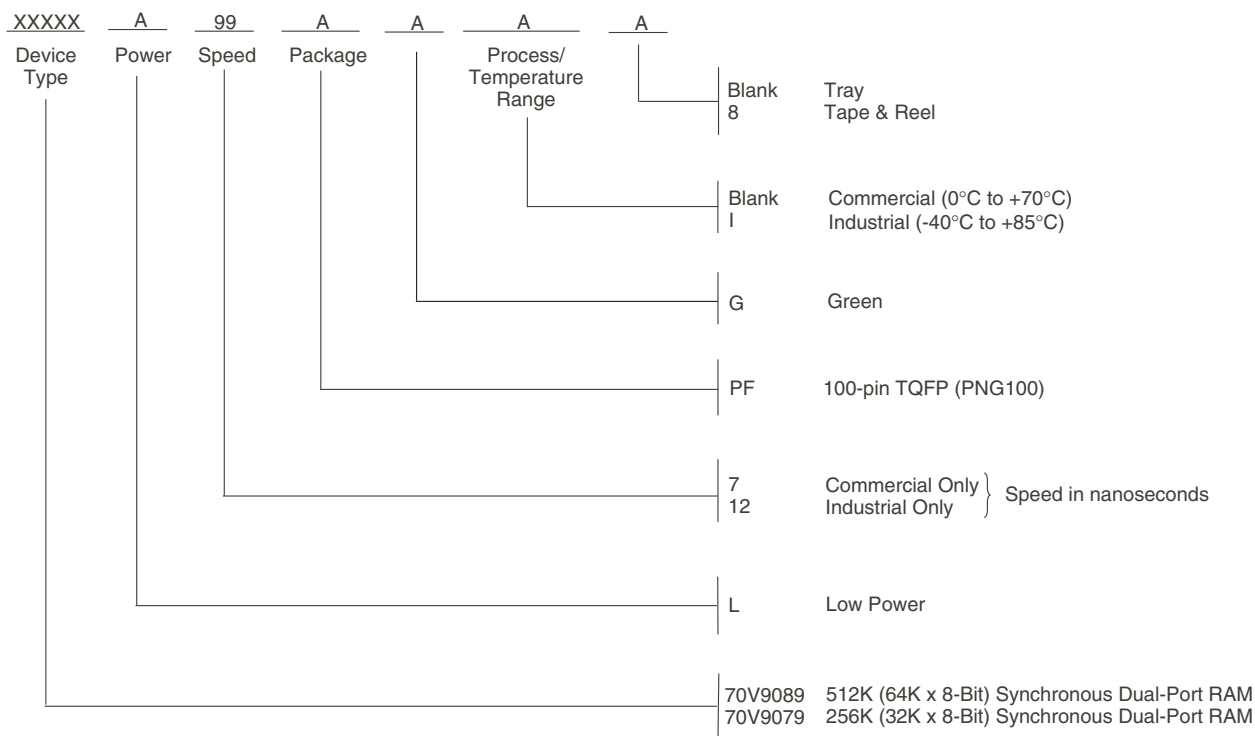 XXXXX A 99 A A A A
Device Type Power Speed Package Process/ Temperature Range
Blank Tray
8 Tape & Reel
Blank Commercial (0°C to +70°C)
I Industrial (-40°C to +85°C)
G Green
PF 100-pin TQFP (PNG100)
7 Commercial Only
12 Industrial Only
Speed in nanoseconds
L Low Power
70V9089 512K (64K x 8-Bit) Synchronous Dual-Port RAM
70V9079 256K (32K x 8-Bit) Synchronous Dual-Port RAM